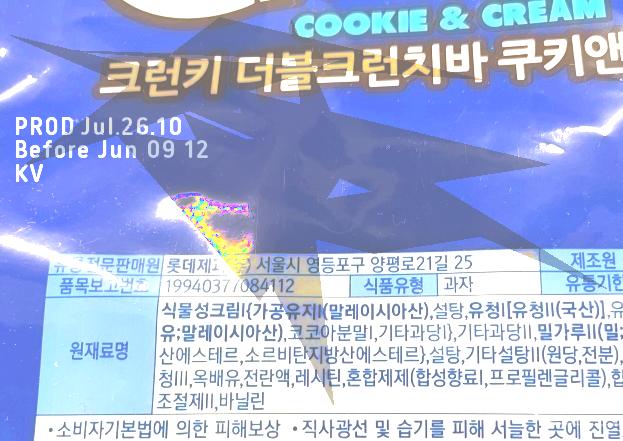 COOKIE & CREAM
크런키 더블크런치바 쿠키앤
PROD Jul.26.10
Before Jun 09 12
KV
유통전문판매원 롯데제과(주) 서울시 영등포구 양평로21길 25 제조원
품목보고번호 19940377084112 식품유형 과자 유통기한
원재료명
식물성크림I{가공유지I(말레이시아산),설탕,유청I[유청II(국산)],유
유;말레이시아산),코코아분말I,기타과당I},기타과당II,밀가루II(밀;
산에스테르,소르비탄지방산에스테르},설탕,기타설탕II(원당,전분),
청III,옥배유,전란액,레시틴,혼합제제(합성향료I,프로필렌글리콜),합
조절제II,바닐린
•소비자기본법에 의한 피해보상 •직사광선 및 습기를 피해 서늘한 곳에 진열